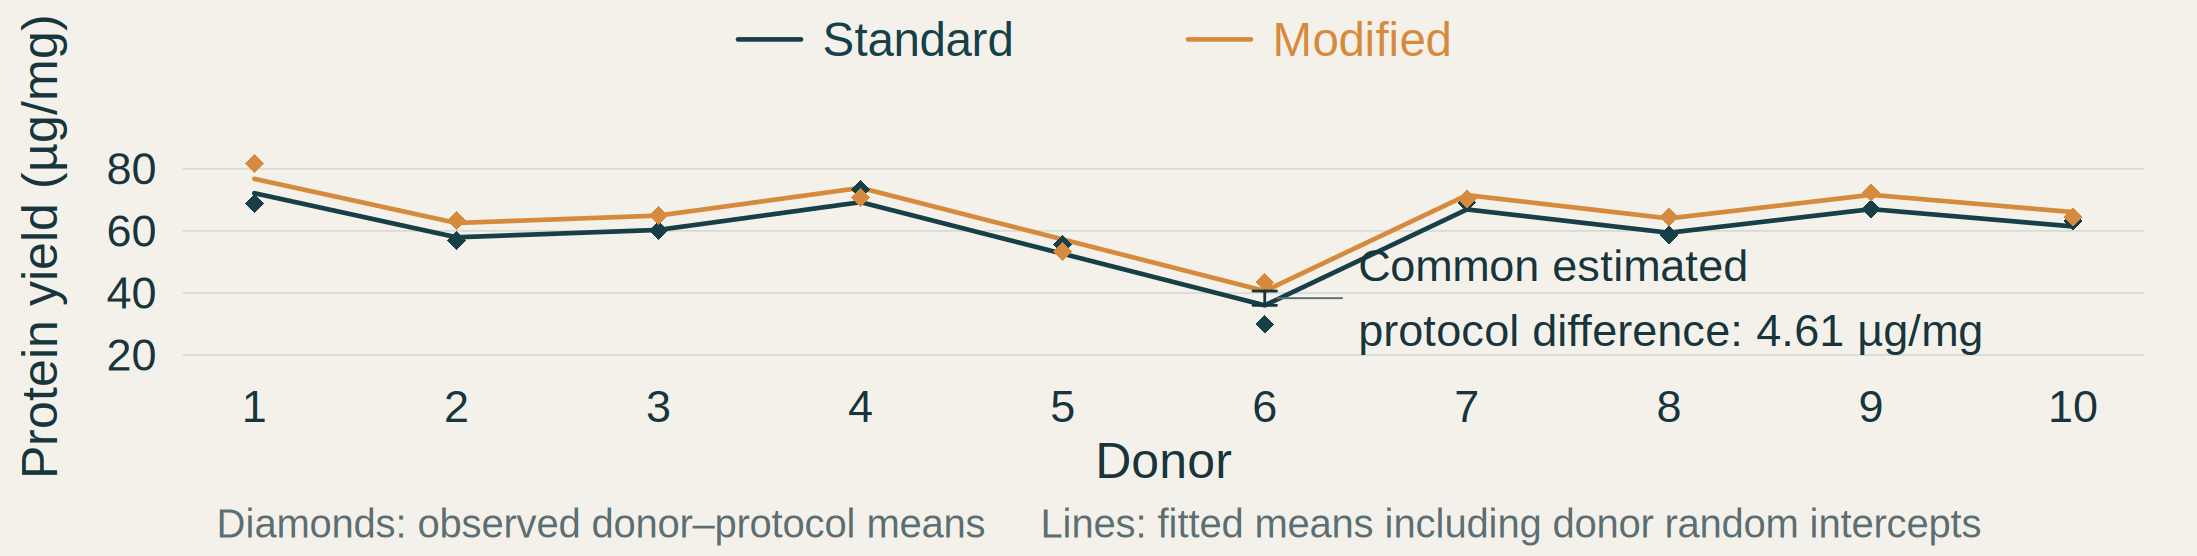 Standard
Modified
Protein yield (µg/mg)
80
60
40
20
Common estimated
protocol difference: 4.61 µg/mg
1 2 3 4 5 6 7 8 9 10
Donor
Diamonds: observed donor–protocol means
Lines: fitted means including donor random intercepts